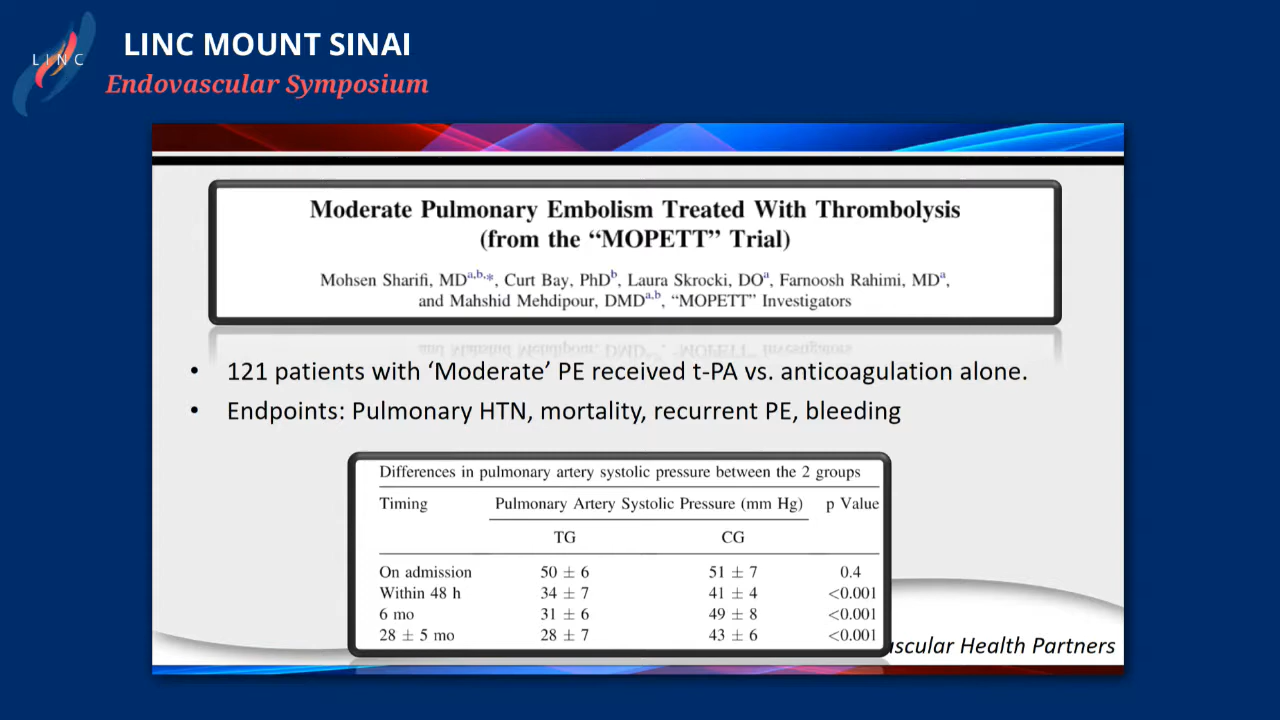 LINC MOUNT SINAI
LINC
Endovascular Symposium
Moderate Pulmonary Embolism Treated With Thrombolysis
(from the “MOPETT” Trial)
Mohsen Sharifi, MDa,b,*, Curt Bay, PhDb, Laura Skrocki, DOa, Farnoosh Rahimi, MDa,
and Mahshid Mehdipour, DMDa,b, “MOPETT” Investigators
• 121 patients with ‘Moderate’ PE received t-PA vs. anticoagulation alone.
• Endpoints: Pulmonary HTN, mortality, recurrent PE, bleeding
Differences in pulmonary artery systolic pressure between the 2 groups
Timing Pulmonary Artery Systolic Pressure (mm Hg) p Value
TG CG
On admission 50 ± 6 51 ± 7 0.4
Within 48 h 34 ± 7 41 ± 4 <0.001
6 mo 31 ± 6 49 ± 8 <0.001
28 ± 5 mo 28 ± 7 43 ± 6 <0.001
Health Partners